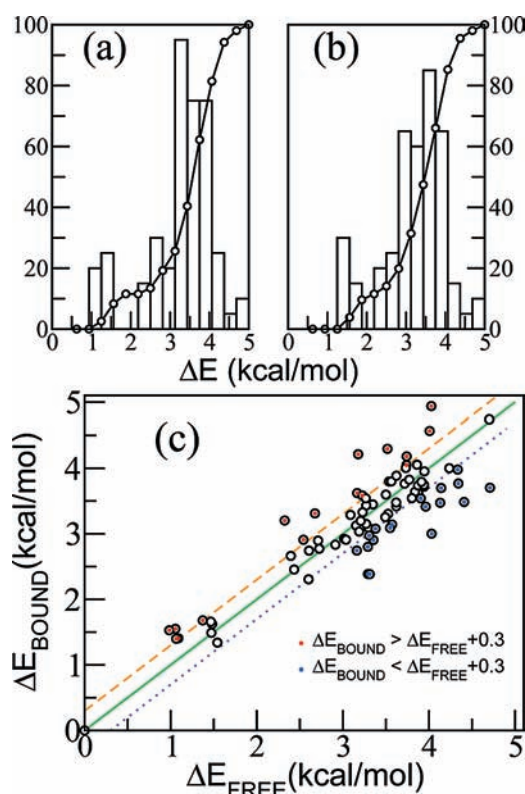 100
80
60
40
20
0
(a)
(b)
100
80
60
40
20
0
0 1 2 3 4 5
0 1 2 3 4 5
ΔE (kcal/mol)
5
4
3
2
1
0
ΔE_BOUND(kcal/mol)
(c)
ΔE_BOUND > ΔE_FREE+0.3
ΔE_BOUND < ΔE_FREE+0.3
0 1 2 3 4 5
ΔE_FREE(kcal/mol)